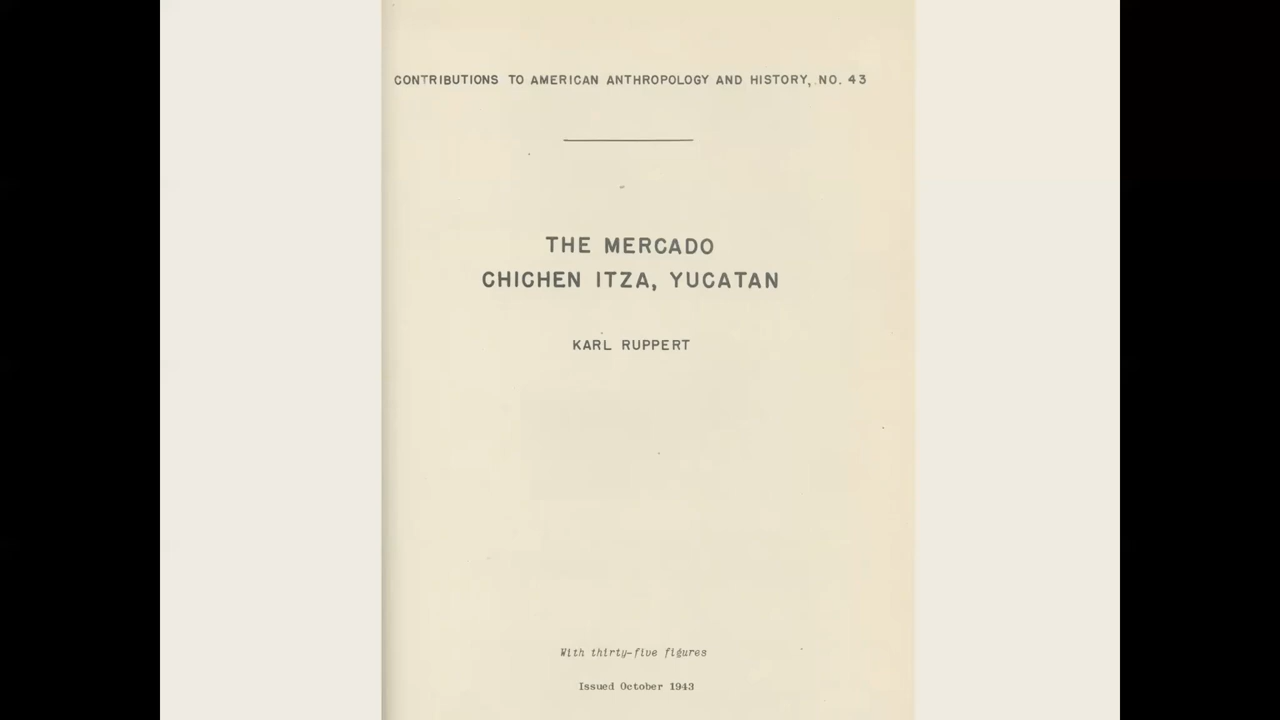 CONTRIBUTIONS TO AMERICAN ANTHROPOLOGY AND HISTORY, NO. 43
THE MERCADO
CHICHEN ITZA, YUCATAN
KARL RUPPERT
With thirty-five figures
Issued October 1943